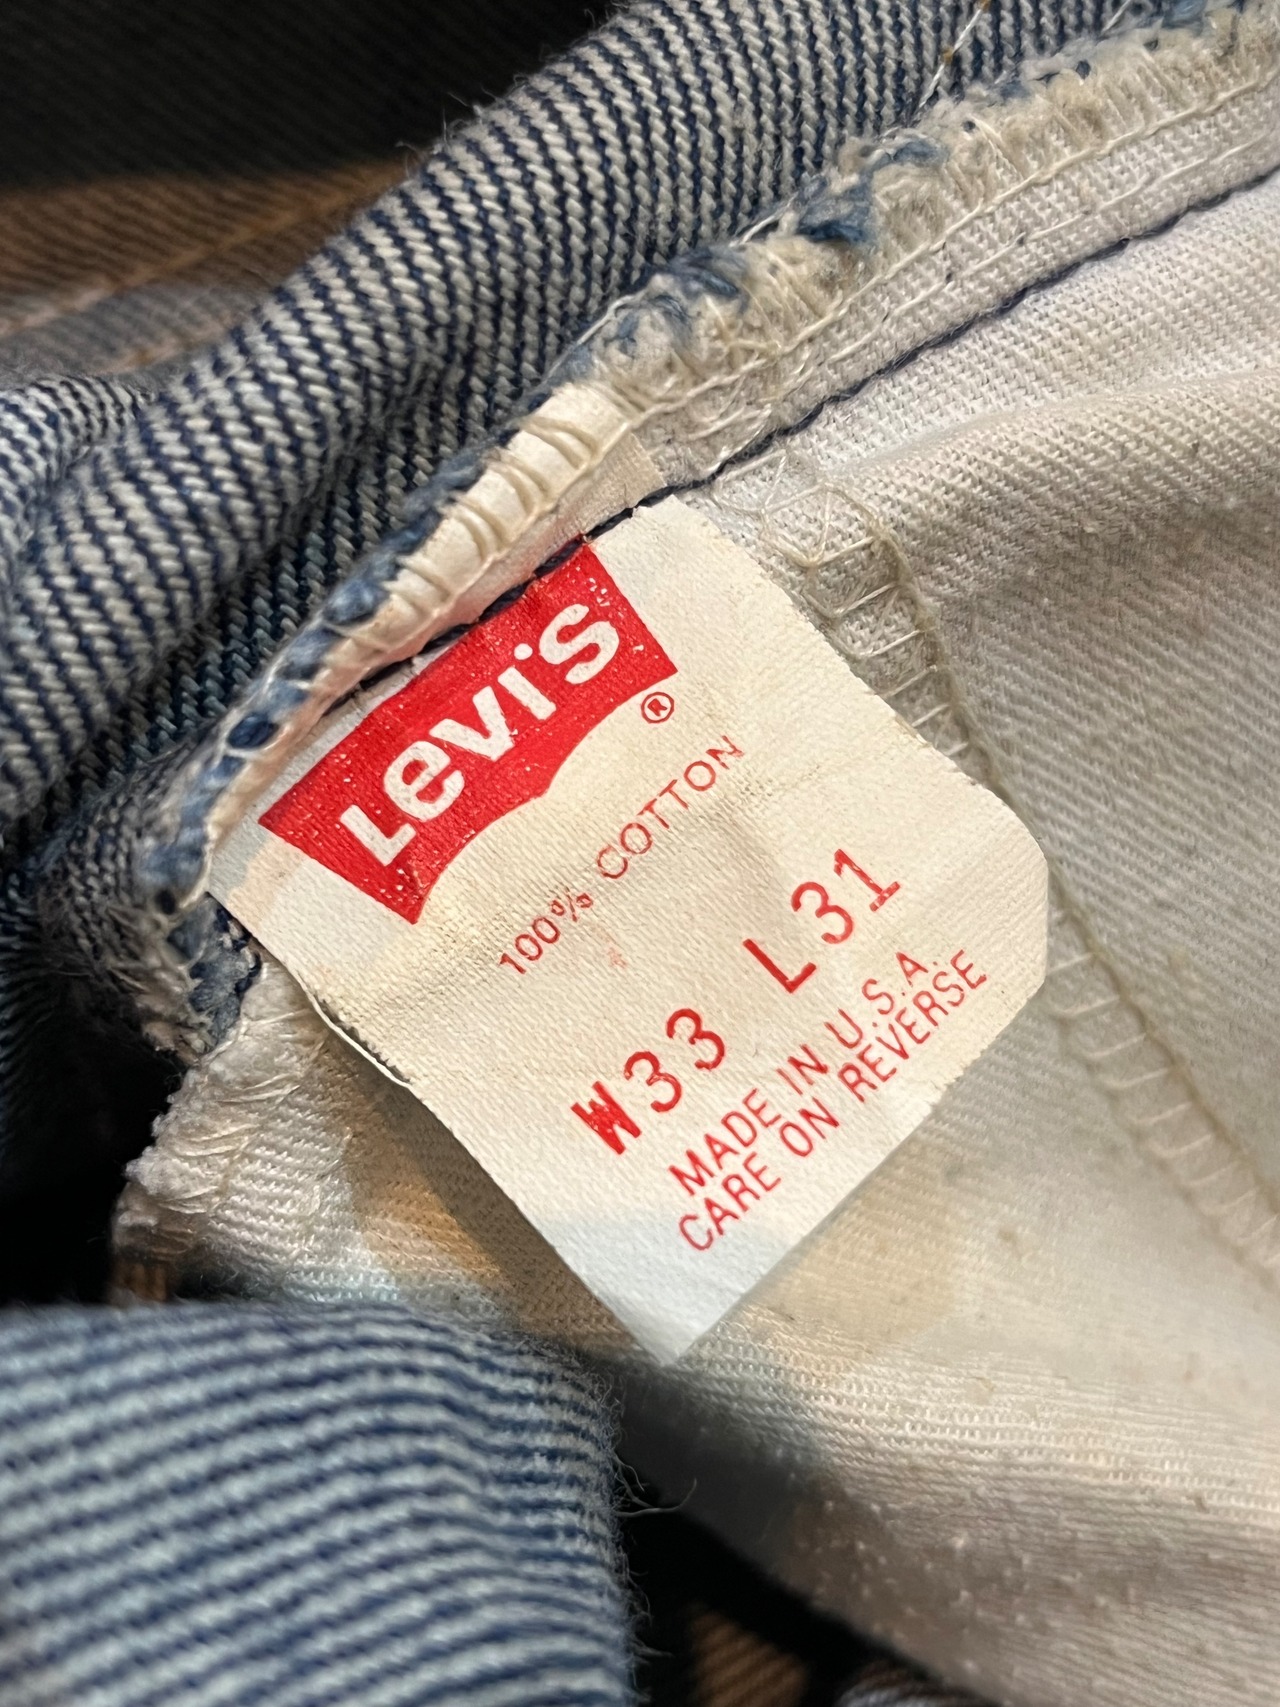 Levi's®
100% COTTON
W33 L31
MADE IN U.S.A.
CARE ON REVERSE